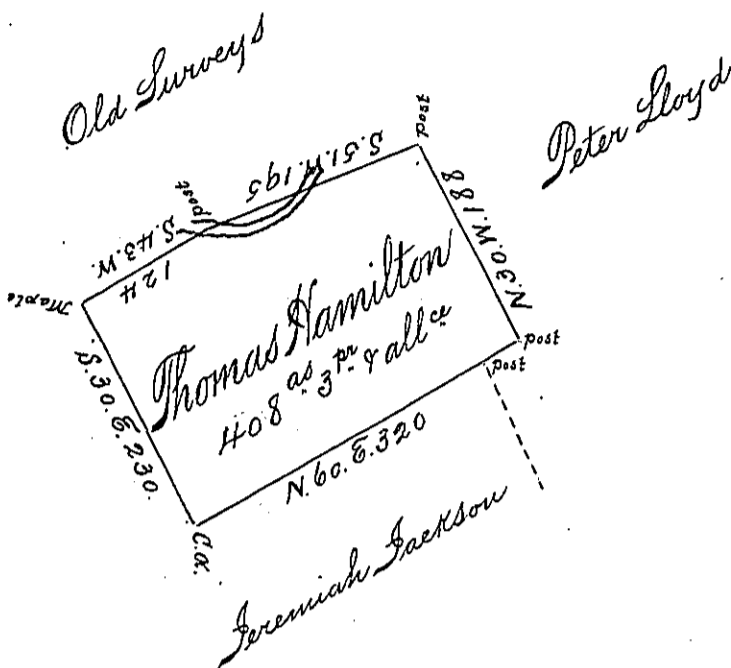 Old Surveys
Peter Lloyd
post
S.51.W.195
post
S.43.W.
124
Maple
N.30.W.188
Thomas Hamilton
408 as 3 pr & all ce
S.30.E.230.
post
post
N.60.E.320
C.O.
Jeremiah Jackson